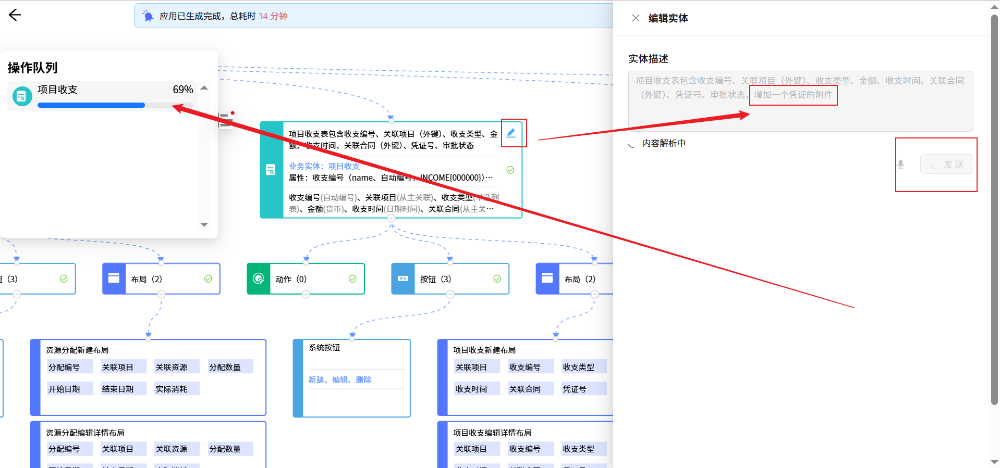 应用已生成完成，总耗时 34 分钟
操作队列
项目收支
69%
项目收支表包含收支编号、关联项目（外键）、收支类型、金
额、收支时间、关联合同（外键）、凭证号、审批状态
业务实体：项目收支
属性：收支编号（name、自动编号：INCOME{000000}）…
收支编号(自动编号)、关联项目(从主关联)、收支类型(单选列
表)、金额(货币)、收支时间(日期时间)、关联合同(从主关…
（3）
布局（2）
动作（0）
Btn
按钮（3）
布局（2）
资源分配新建布局
分配编号 关联项目 关联资源 分配数量
开始日期 结束日期 实际消耗
系统按钮
新建、编辑、删除
项目收支新建布局
关联项目 收支编号 收支类型
收支时间 关联合同 凭证号
资源分配编辑详情布局
分配编号 关联项目 关联资源 分配数量
项目收支编辑详情布局
关联项目 收支编号 收支类型
编辑实体
实体描述
项目收支表包含收支编号、关联项目（外键）、收支类型、金额、收支时间、关联合同
（外键）、凭证号、审批状态，增加一个凭证的附件
内容解析中
发 送